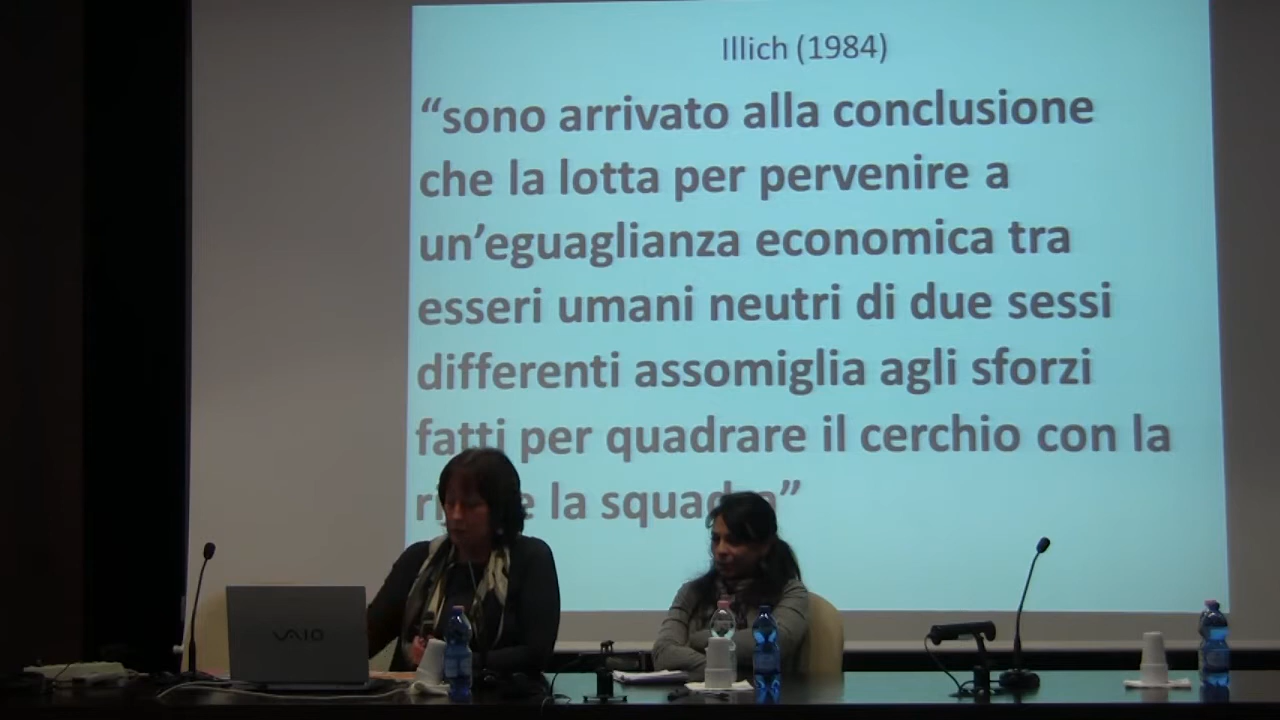 Illich (1984)
“sono arrivato alla conclusione
che la lotta per pervenire a
un’eguaglianza economica tra
esseri umani neutri di due sessi
differenti assomiglia agli sforzi
fatti per quadrare il cerchio con la
la
VAIO